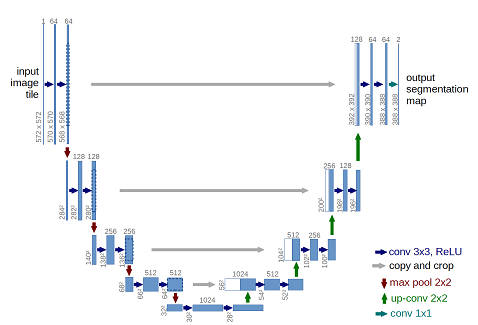 1 64 64
input
image
tile
572 x 572
570 x 570
568 x 568
128 64 64 2
output
segmentation
map
392 x 392
390 x 390
388 x 388
388 x 388
128 128
284²
282²
280²
256 128
200²
198²
196²
256 256
140²
138²
136²
512 256
104²
102²
100²
512 512
68²
66²
64²
1024 512
56²
54²
52²
1024
32²
30²
28²
conv 3x3, ReLU
copy and crop
max pool 2x2
up-conv 2x2
conv 1x1